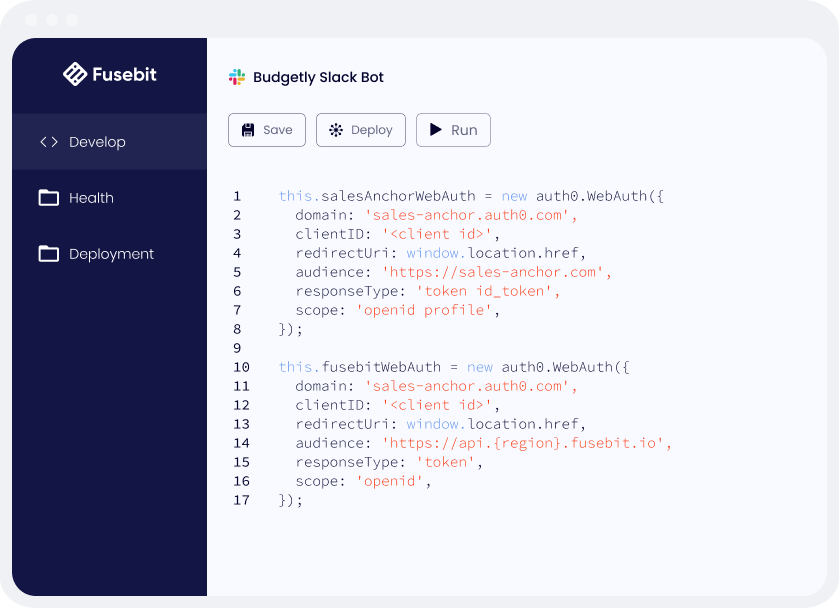 Fusebit
Develop
Health
Deployment
Budgetly Slack Bot
Save Deploy Run
1 this.salesAnchorWebAuth = new auth0.WebAuth({
2 domain: 'sales-anchor.auth0.com',
3 clientID: '<client id>',
4 redirectUri: window.location.href,
5 audience: 'https://sales-anchor.com',
6 responseType: 'token id_token',
7 scope: 'openid profile',
8 });
9
10 this.fusebitWebAuth = new auth0.WebAuth({
11 domain: 'sales-anchor.auth0.com',
12 clientID: '<client id>',
13 redirectUri: window.location.href,
14 audience: 'https://api.{region}.fusebit.io',
15 responseType: 'token',
16 scope: 'openid',
17 });